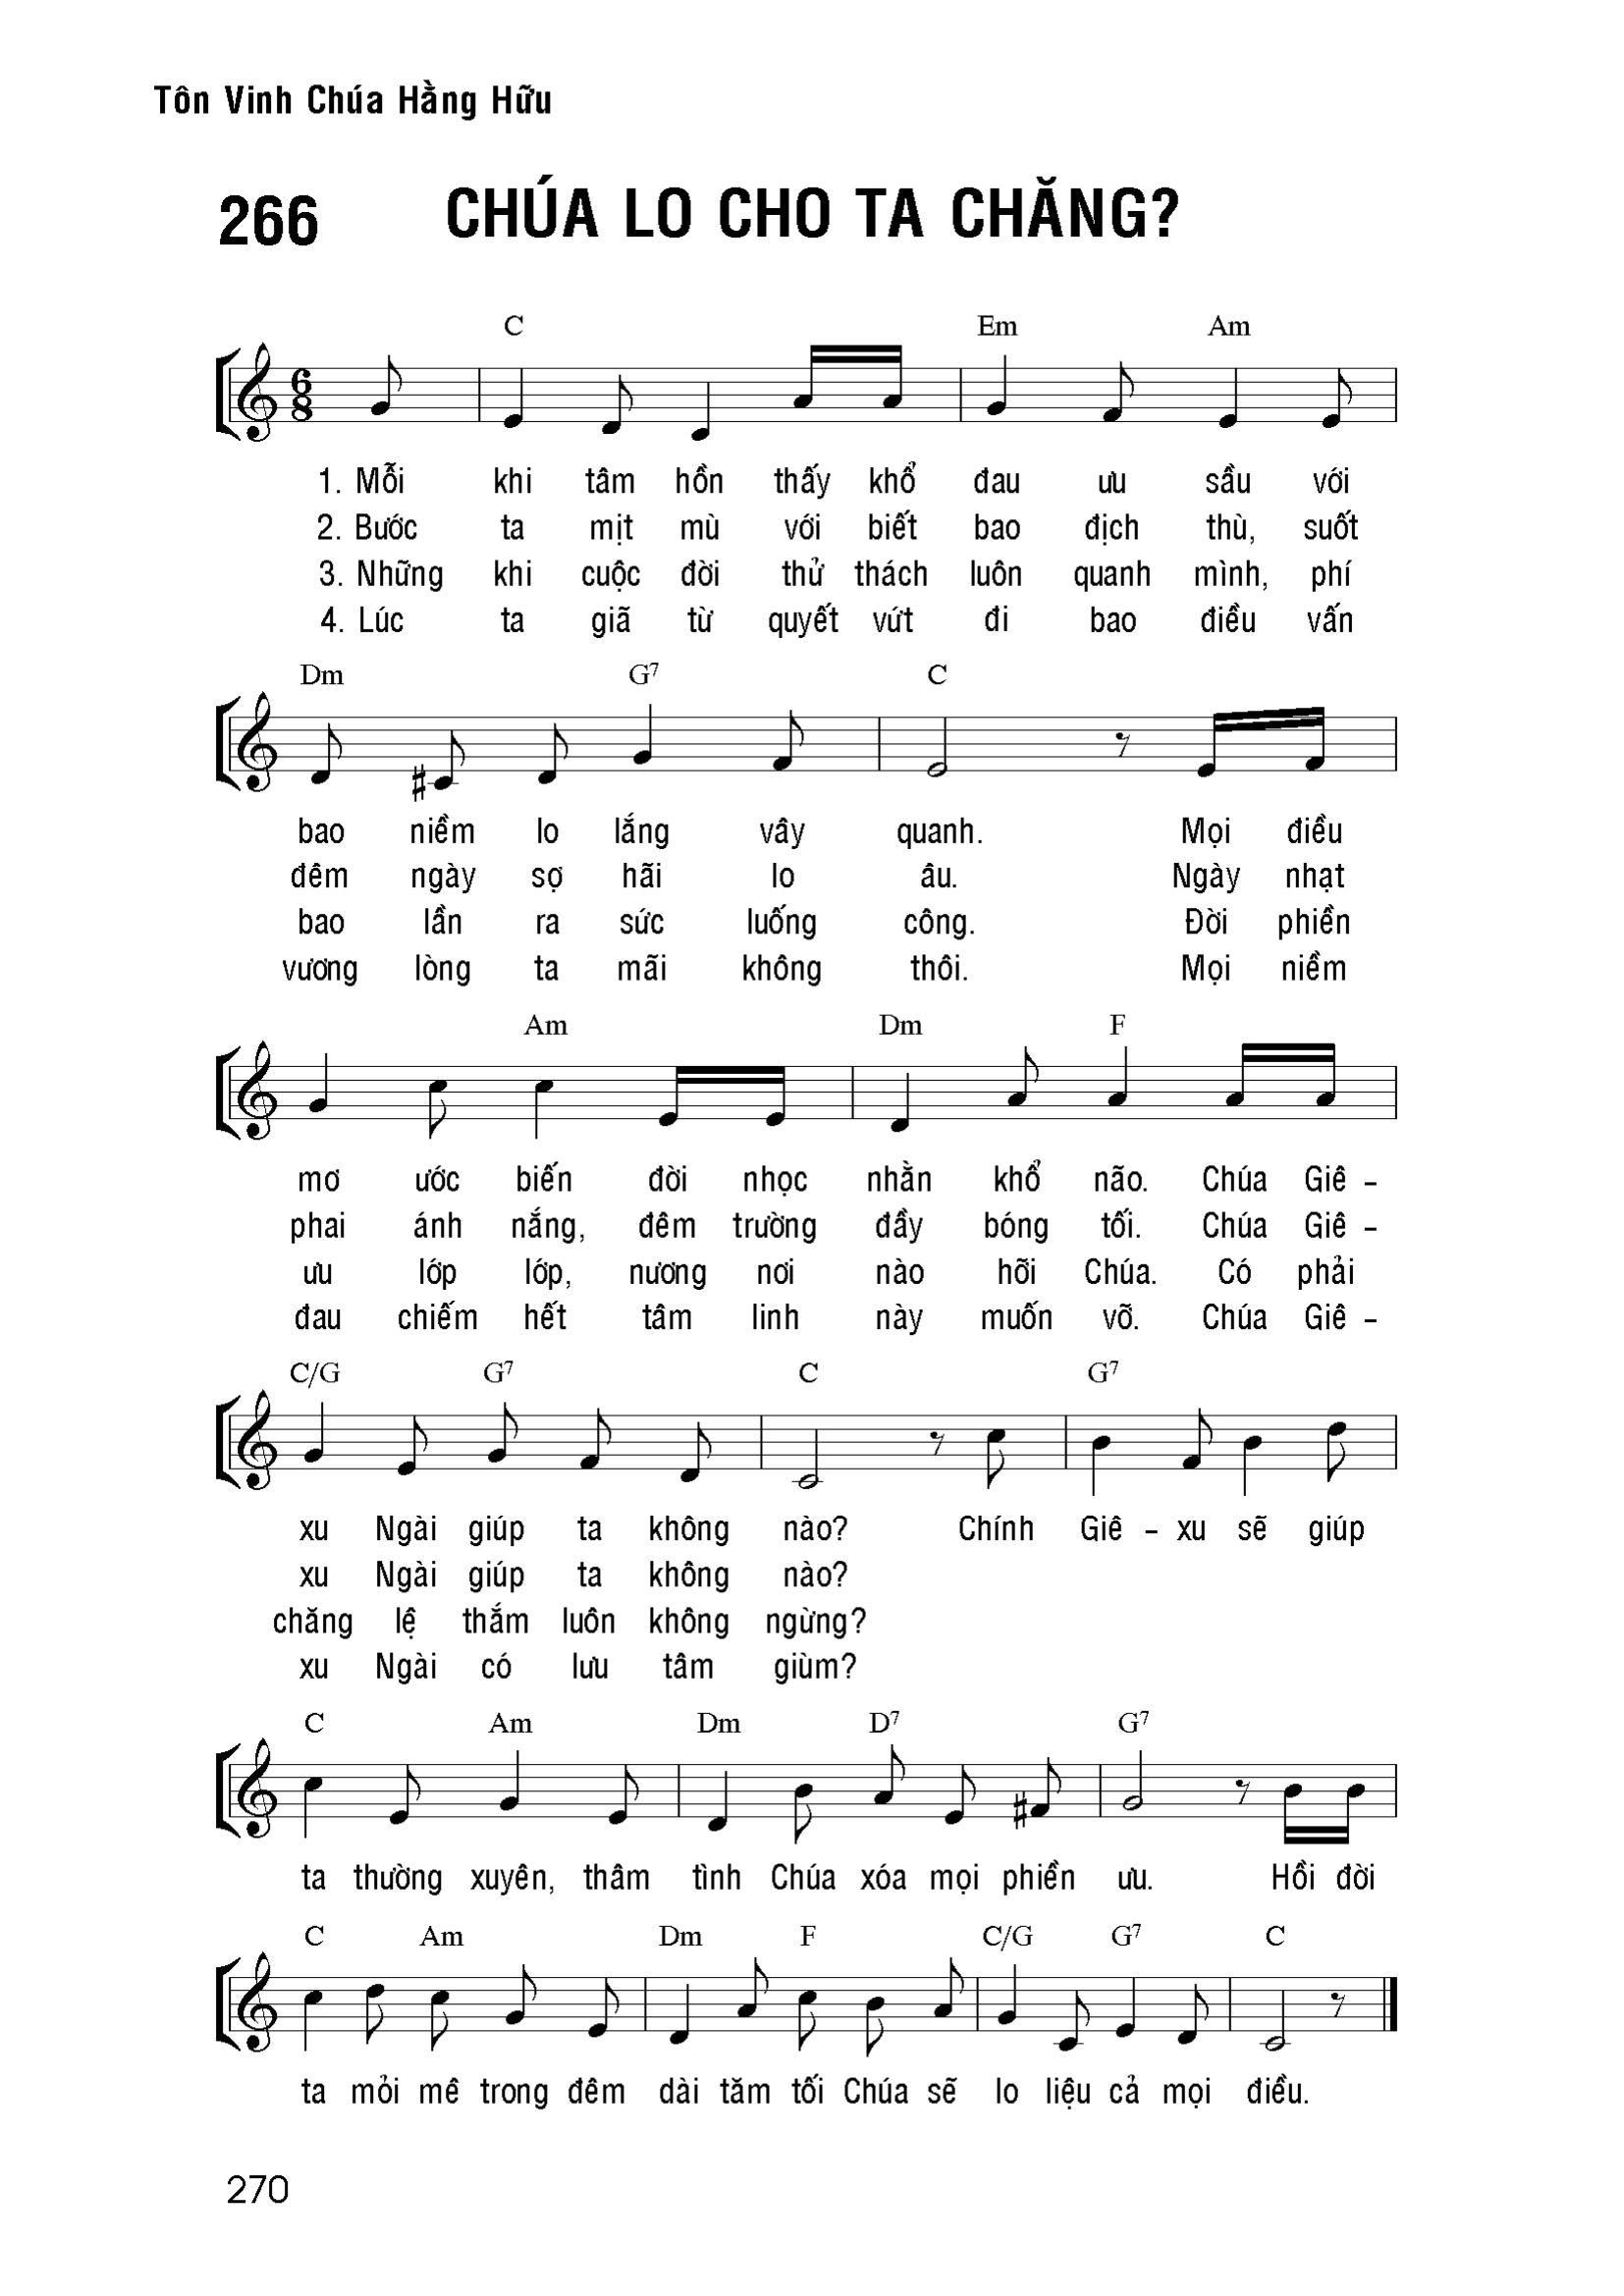 Tôn Vinh Chúa Hằng Hữu
266 CHÚA LO CHO TA CHĂNG?
C Em Am
6
8
1. Mỗi khi tâm hồn thấy khổ đau ưu sầu với
2. Bước ta mịt mù với biết bao địch thù, suốt
3. Những khi cuộc đời thử thách luôn quanh mình, phí
4. Lúc ta giã từ quyết vứt đi bao điều vấn
Dm G7 C
bao niềm lo lắng vây quanh. Mọi điều
đêm ngày sợ hãi lo âu. Ngày nhạt
bao lần ra sức luống công. Đời phiền
vương lòng ta mãi không thôi. Mọi niềm
Am Dm F
mơ ước biến đời nhọc nhằn khổ não. Chúa Giê -
phai ánh nắng, đêm trường đầy bóng tối. Chúa Giê -
ưu lớp lớp, nương nơi nào hỡi Chúa. Có phải
đau chiếm hết tâm linh này muốn vỡ. Chúa Giê -
C/G G7 C G7
xu Ngài giúp ta không nào? Chính Giê - xu sẽ giúp
xu Ngài giúp ta không nào?
chăng lệ thắm luôn không ngừng?
xu Ngài có lưu tâm giùm?
C Am Dm D7 G7
ta thường xuyên, thâm tình Chúa xóa mọi phiền ưu. Hồi đời
C Am Dm F C/G G7 C
ta mỏi mê trong đêm dài tăm tối Chúa sẽ lo liệu cả mọi điều.
270